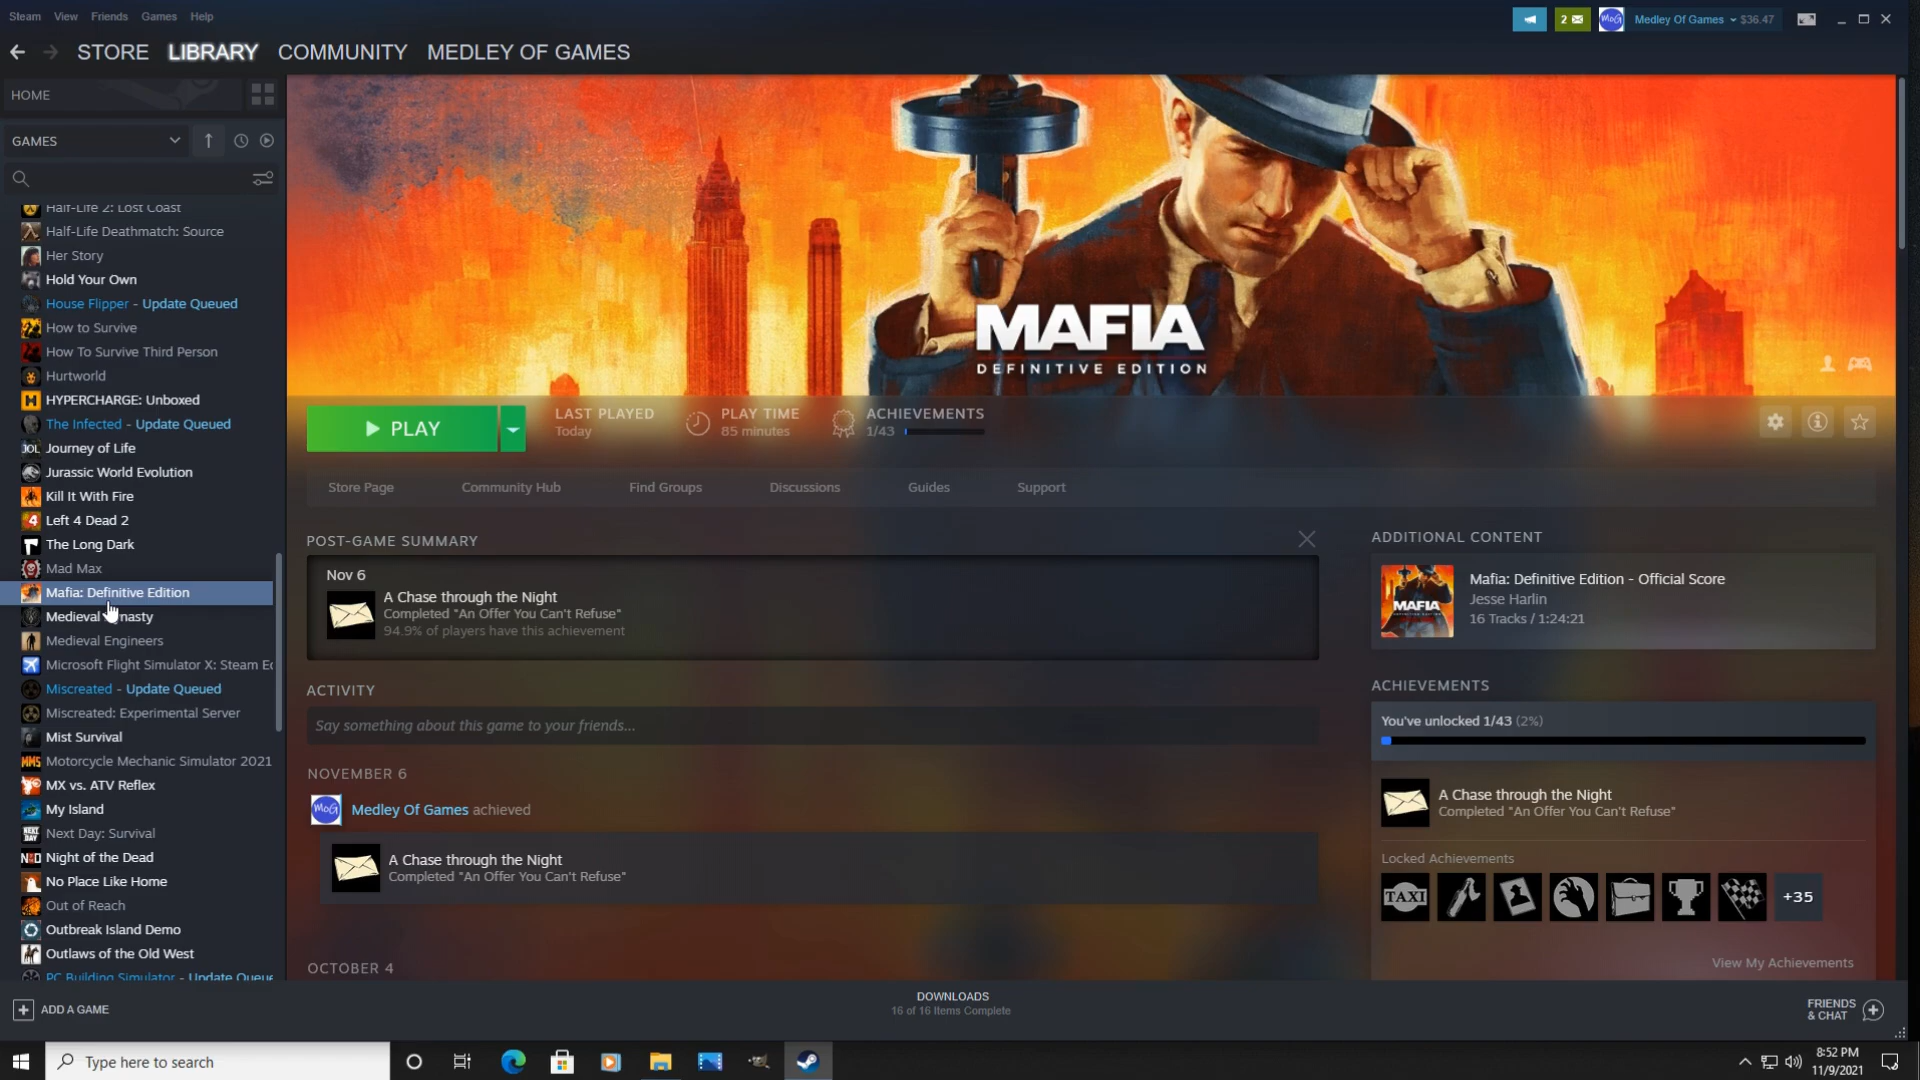 Steam View Friends Games Help
2
MoG Medley Of Games $36.47
STORE LIBRARY COMMUNITY MEDLEY OF GAMES
HOME
GAMES
Half-Life 2: Lost Coast
Half-Life Deathmatch: Source
Her Story
Hold Your Own
House Flipper - Update Queued
How to Survive
How To Survive Third Person
Hurtworld
HYPERCHARGE: Unboxed
The Infected - Update Queued
JOL Journey of Life
Jurassic World Evolution
Kill It With Fire
4 Left 4 Dead 2
The Long Dark
Mad Max
Mafia: Definitive Edition
Medieval nasty
Medieval Engineers
Microsoft Flight Simulator X: Steam Ec
Miscreated - Update Queued
Miscreated: Experimental Server
Mist Survival
MMS Motorcycle Mechanic Simulator 2021
MX vs. ATV Reflex
My Island
NEXT DAY Next Day: Survival
Night of the Dead
No Place Like Home
Out of Reach
Outbreak Island Demo
Outlaws of the Old West
PC Building Simulator - Update Queue
ADD A GAME
MAFIA
DEFINITIVE EDITION
PLAY
LAST PLAYED
Today
PLAY TIME
85 minutes
ACHIEVEMENTS
1/43
Store Page Community Hub Find Groups Discussions Guides Support
POST-GAME SUMMARY
Nov 6
A Chase through the Night
Completed "An Offer You Can't Refuse"
94.9% of players have this achievement
ACTIVITY
Say something about this game to your friends...
NOVEMBER 6
MoG Medley Of Games achieved
A Chase through the Night
Completed "An Offer You Can't Refuse"
OCTOBER 4
ADDITIONAL CONTENT
MAFIA
Mafia: Definitive Edition - Official Score
Jesse Harlin
16 Tracks / 1:24:21
ACHIEVEMENTS
You've unlocked 1/43 (2%)
A Chase through the Night
Completed "An Offer You Can't Refuse"
Locked Achievements
TAXI
+35
View My Achievements
DOWNLOADS
16 of 16 Items Complete
FRIENDS
& CHAT
Type here to search
8:52 PM
11/9/2021